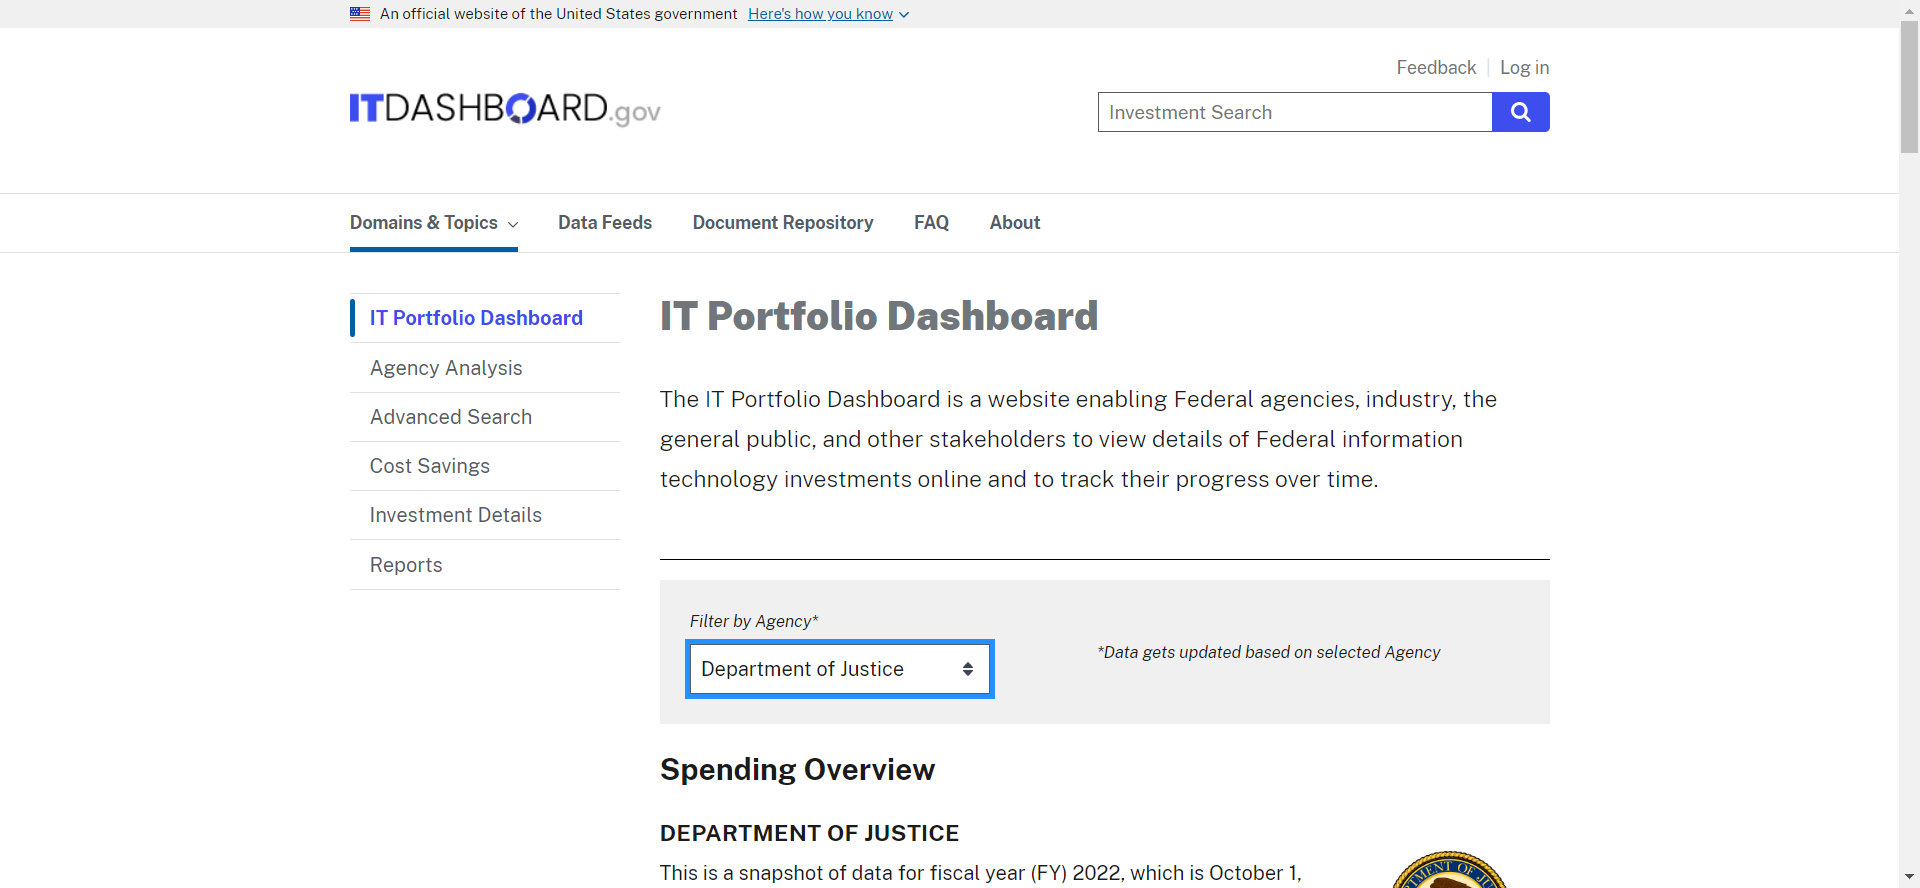 An official website of the United States government Here's how you know
Feedback Log in
ITDASHBOARD.gov
Investment Search
Domains & Topics Data Feeds Document Repository FAQ About
IT Portfolio Dashboard
Agency Analysis
Advanced Search
Cost Savings
Investment Details
Reports
IT Portfolio Dashboard
The IT Portfolio Dashboard is a website enabling Federal agencies, industry, the
general public, and other stakeholders to view details of Federal information
technology investments online and to track their progress over time.
Filter by Agency*
Department of Justice
*Data gets updated based on selected Agency
Spending Overview
DEPARTMENT OF JUSTICE
This is a snapshot of data for fiscal year (FY) 2022, which is October 1,